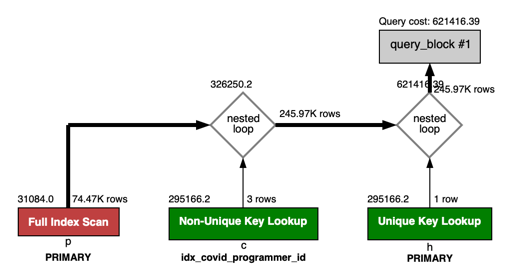 Query cost: 621416.39
query_block #1
326250.2
621416.39
245.97K rows
nested
loop
245.97K rows
nested
loop
31084.0
74.47K rows
295166.2
3 rows
295166.2
1 row
Full Index Scan
Non-Unique Key Lookup
Unique Key Lookup
p
c
h
PRIMARY
idx_covid_programmer_id
PRIMARY